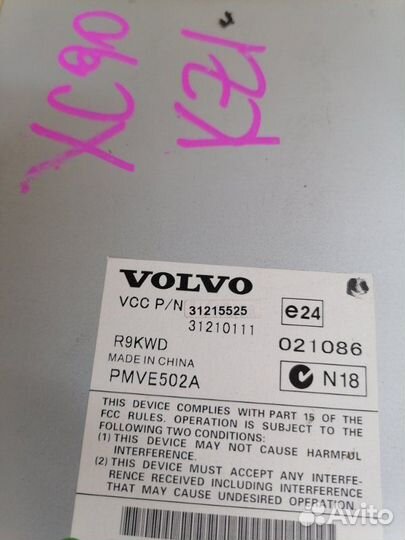 XC90
VOLVO
VCC P/N 31215525
31210111
e24
R9KWD
021086
MADE IN CHINA
PMVE502A
N18
THIS DEVICE COMPLIES WITH PART 15 OF THE
FCC RULES. OPERATION IS SUBJECT TO THE
FOLLOWING TWO CONDITIONS:
(1) THIS DEVICE MAY NOT CAUSE HARMFUL
INTERFERENCE.
(2) THIS DEVICE MUST ACCEPT ANY INTERFE-
RENCE RECEIVED INCLUDING INTERFERENCE
THAT MAY CAUSE UNDESIRED OPERATION.
Avito